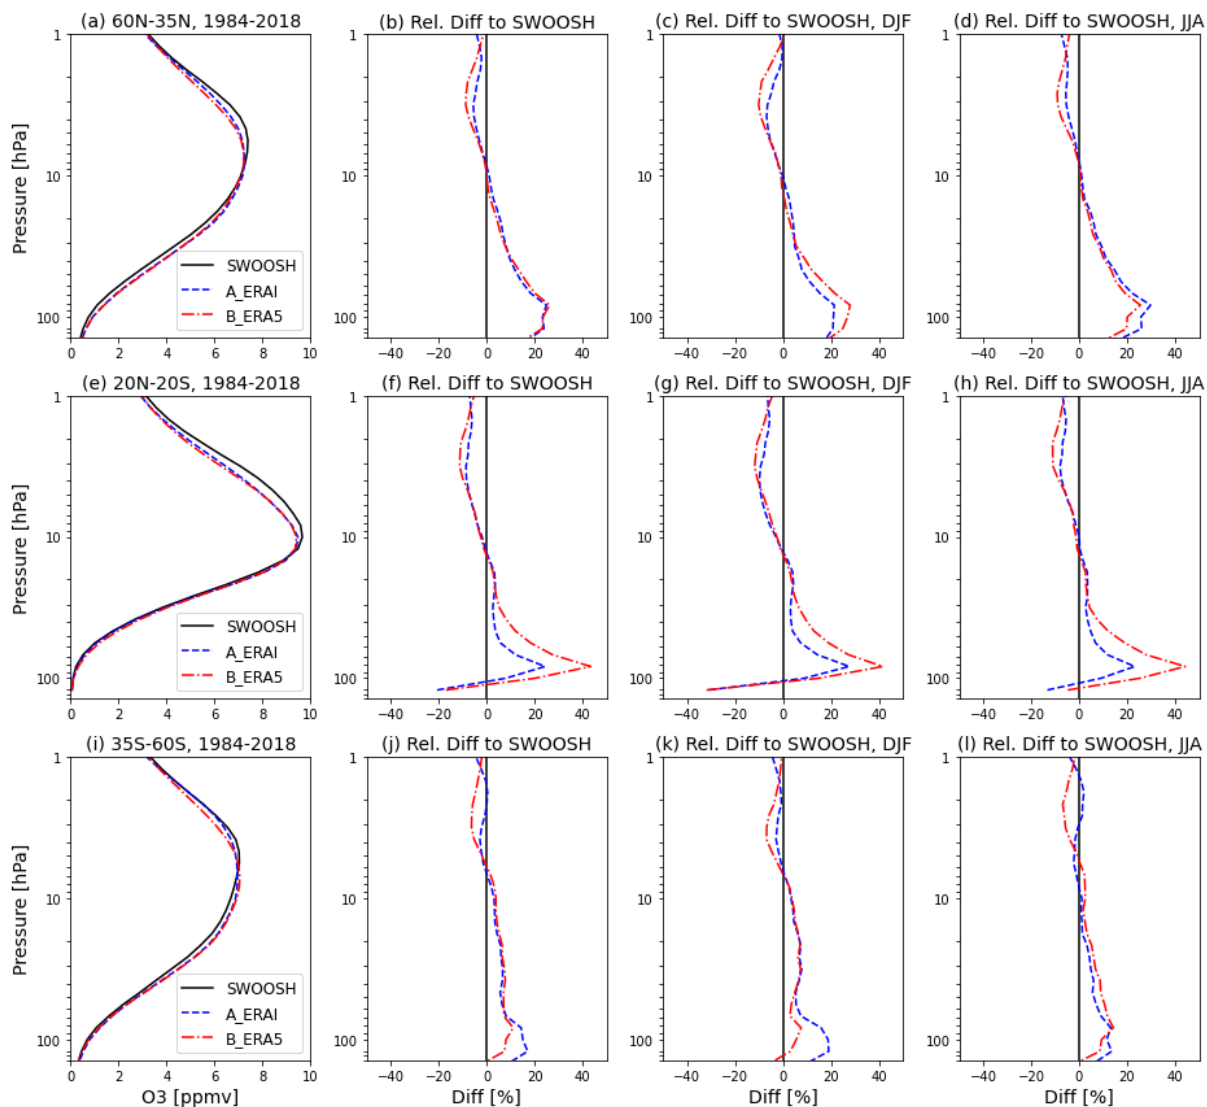 (a) 60N-35N, 1984-2018
(b) Rel. Diff to SWOOSH
(c) Rel. Diff to SWOOSH, DJF
(d) Rel. Diff to SWOOSH, JJA
Pressure [hPa]
1
10
100
SWOOSH
A_ERAI
B_ERA5
0 2 4 6 8 10
1
10
100
−40 −20 0 20 40
1
10
100
−40 −20 0 20 40
1
10
100
−40 −20 0 20 40
(e) 20N-20S, 1984-2018
(f) Rel. Diff to SWOOSH
(g) Rel. Diff to SWOOSH, DJF
(h) Rel. Diff to SWOOSH, JJA
Pressure [hPa]
1
10
100
SWOOSH
A_ERAI
B_ERA5
0 2 4 6 8 10
1
10
100
−40 −20 0 20 40
1
10
100
−40 −20 0 20 40
1
10
100
−40 −20 0 20 40
(i) 35S-60S, 1984-2018
(j) Rel. Diff to SWOOSH
(k) Rel. Diff to SWOOSH, DJF
(l) Rel. Diff to SWOOSH, JJA
Pressure [hPa]
1
10
100
SWOOSH
A_ERAI
B_ERA5
0 2 4 6 8 10
O3 [ppmv]
1
10
100
−40 −20 0 20 40
Diff [%]
1
10
100
−40 −20 0 20 40
Diff [%]
1
10
100
−40 −20 0 20 40
Diff [%]